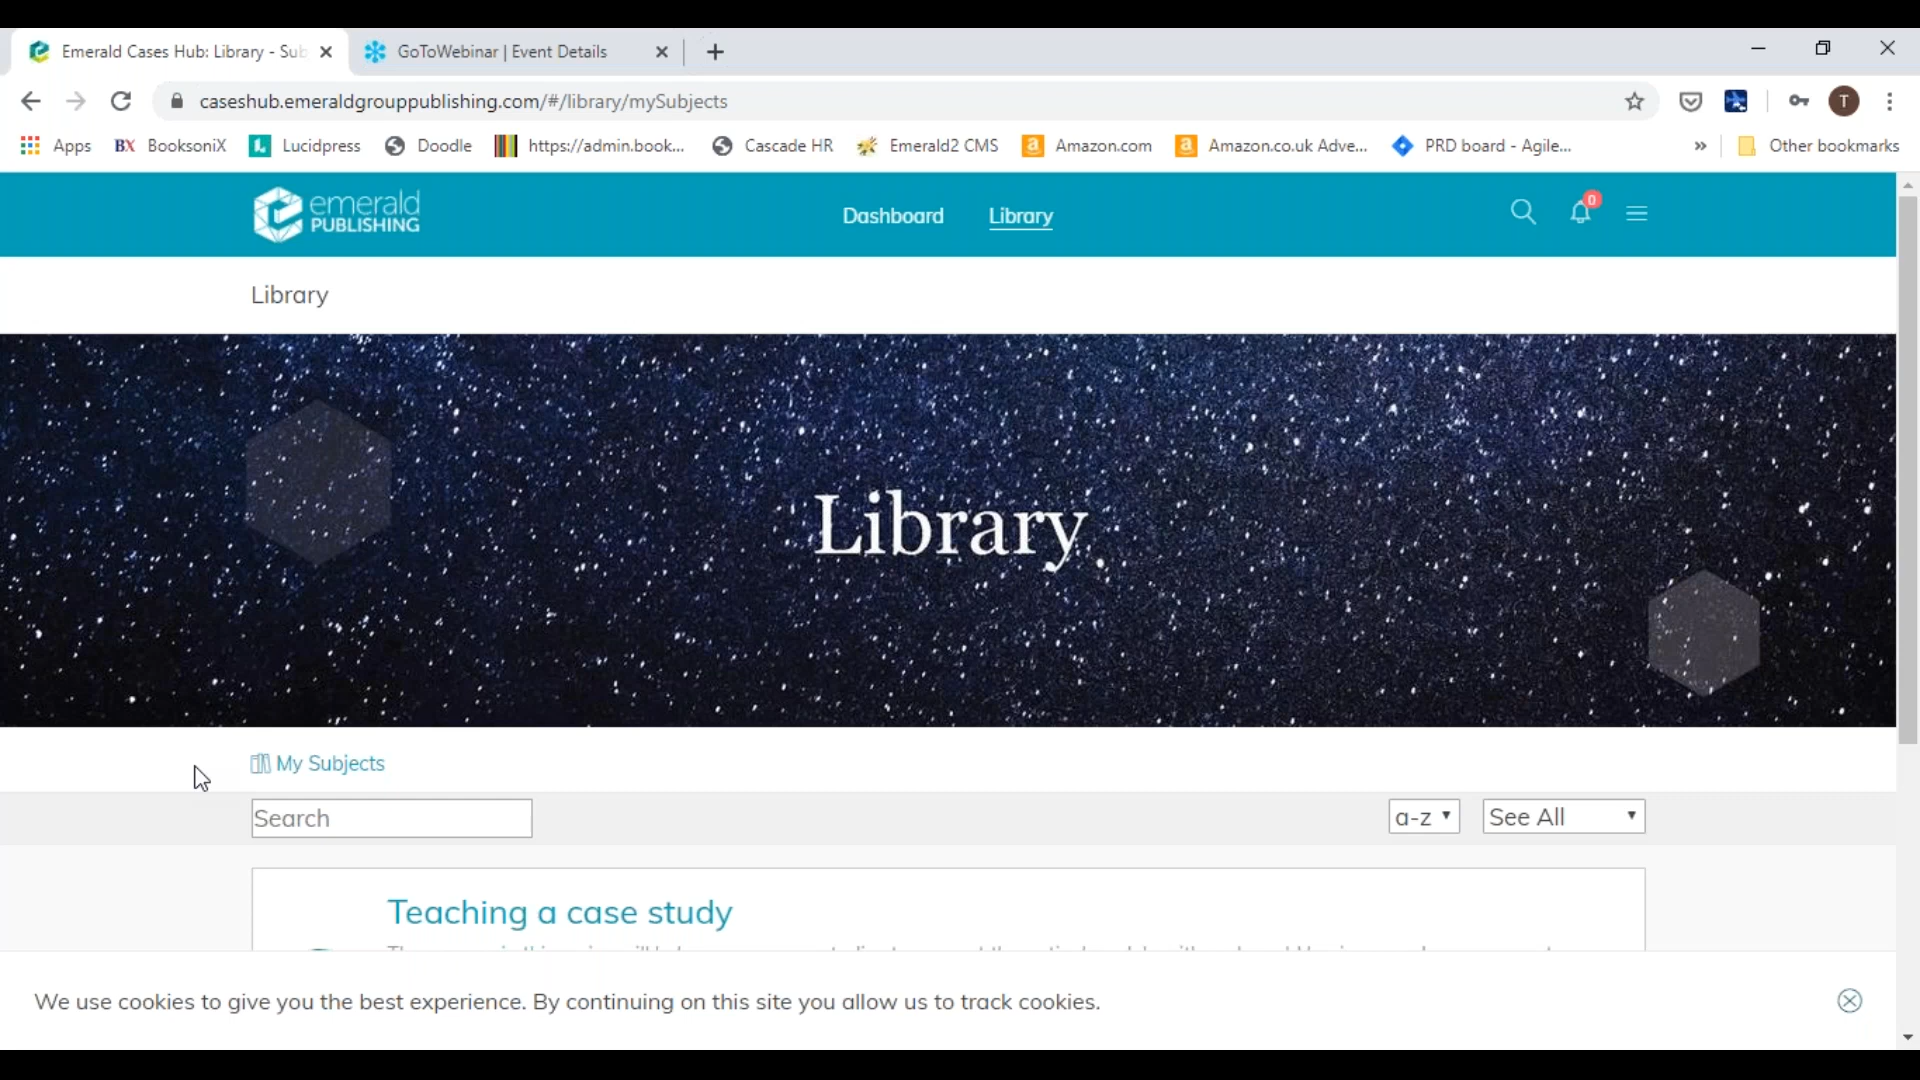 Emerald Cases Hub: Library - Sub
GoToWebinar | Event Details
caseshub.emeraldgrouppublishing.com/#/library/mySubjects
T
Apps
BX BooksoniX
Lucidpress
Doodle
https://admin.book...
Cascade HR
Emerald2 CMS
Amazon.com
Amazon.co.uk Adve...
PRD board - Agile...
»
Other bookmarks
emerald
PUBLISHING
Dashboard
Library
0
Library
Library
My Subjects
Search
a-z
See All
Teaching a case study
We use cookies to give you the best experience. By continuing on this site you allow us to track cookies.